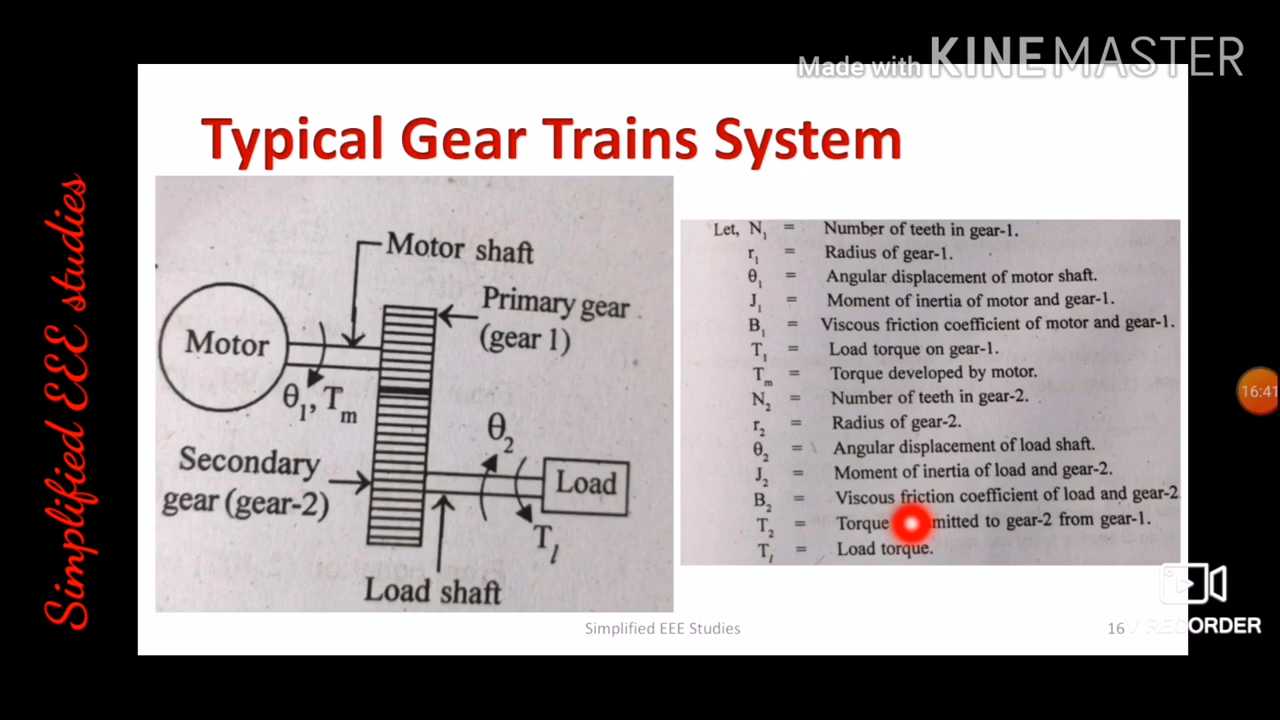 Made with KINEMASTER
Simplified EEE studies
Typical Gear Trains System
Motor shaft
Primary gear
(gear 1)
Motor
θ1, Tm
θ2
Secondary
gear (gear-2)
Load
Tl
Load shaft
Let, N1 = Number of teeth in gear-1.
r1 = Radius of gear-1.
θ1 = Angular displacement of motor shaft.
J1 = Moment of inertia of motor and gear-1.
B1 = Viscous friction coefficient of motor and gear-1.
T1 = Load torque on gear-1.
Tm = Torque developed by motor.
N2 = Number of teeth in gear-2.
r2 = Radius of gear-2.
θ2 = Angular displacement of load shaft.
J2 = Moment of inertia of load and gear-2.
B2 = Viscous friction coefficient of load and gear-2
T2 = Torque mitted to gear-2 from gear-1.
Tl = Load torque.
16:41
Simplified EEE Studies
16
RECORDER